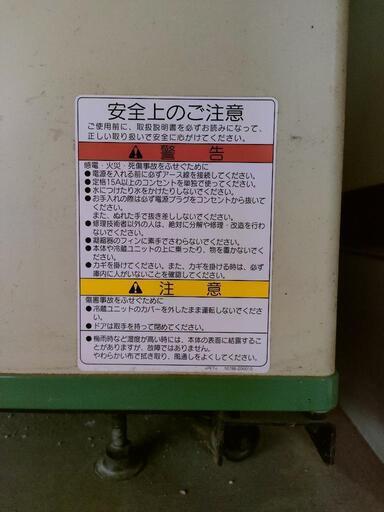 安全上のご注意
ご使用前に、取扱説明書を必ずお読みになって、
正しい取り扱いで安全に心がけてください。
警告
感電・火災・死傷事故をふせぐために
●電源を入れる前に必ずアース線を接続してください。
●定格15A以上のコンセントを単独で使ってください。
●水につけたり水をかけたりしないでください。
●お手入れの際は必ず電源プラグをコンセントから抜いて
ください。
また、ぬれた手で抜き差ししないでください。
●修理技術者以外の人は、絶対に分解や修理・改造を行わ
ないでください。
●凝縮器のフィンに素手でさわらないでください。
●本体や冷蔵ユニットの上に乗ったり、物を置かないでく
ださい。
●カギを掛けてください。また、カギを掛ける時は、必ず
庫内に人がいないことを確認してください。
注意
傷害事故をふせぐために
●冷蔵ユニットのカバーを外したまま運転しないでくだ
さい。
●ドアは取手を持って閉めてください。
●梅雨時など湿度が高い時には、本体の表面に結露するこ
とがありますが、故障ではありません。
やわらかい布で拭き取り、風通しをよくしてください。